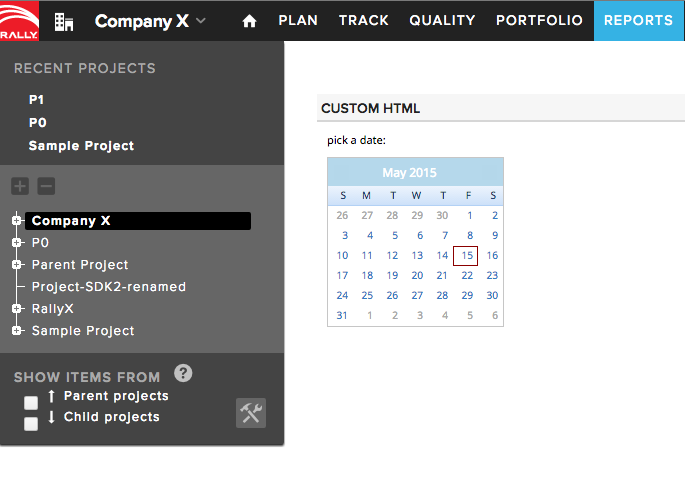 RALLY
Company X
PLAN TRACK QUALITY PORTFOLIO REPORTS
RECENT PROJECTS
P1
P0
Sample Project
Company X
P0
Parent Project
Project-SDK2-renamed
RallyX
Sample Project
SHOW ITEMS FROM ?
Parent projects
Child projects
CUSTOM HTML
pick a date:
May 2015
S M T W T F S
26 27 28 29 30 1 2
3 4 5 6 7 8 9
10 11 12 13 14 15 16
17 18 19 20 21 22 23
24 25 26 27 28 29 30
31 1 2 3 4 5 6